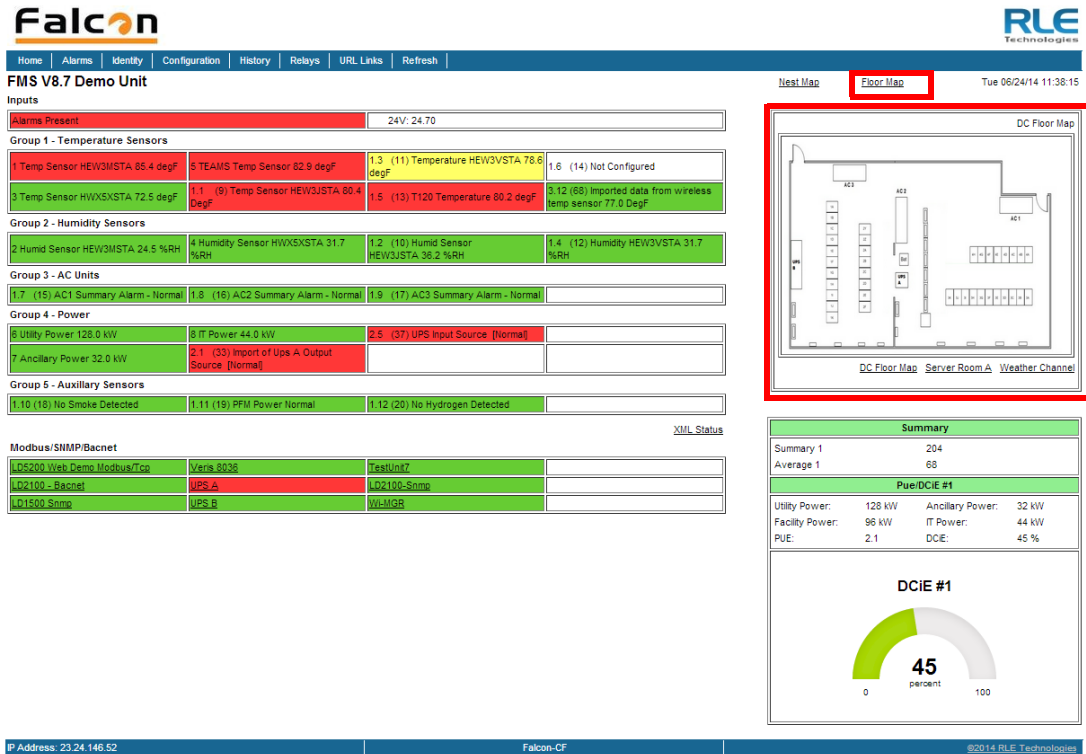 Falcon
RLE
Technologies
Home Alarms Identity Configuration History Relays URL Links Refresh
FMS V8.7 Demo Unit
Nest Map Floor Map Tue 06/24/14 11:38:15
Inputs
Alarms Present 24V: 24.70
Group 1 - Temperature Sensors
1 Temp Sensor HEW3MSTA 85.4 degF
5 TEAMS Temp Sensor 82.9 degF
1.3 (11) Temperature HEW3VSTA 78.6
degF
1.6 (14) Not Configured
3 Temp Sensor HWX5XSTA 72.5 degF
1.1 (9) Temp Sensor HEW3JSTA 80.4
DegF
1.5 (13) T120 Temperature 80.2 degF
3.12 (68) Imported data from wireless
temp sensor 77.0 DegF
Group 2 - Humidity Sensors
2 Humid Sensor HEW3MSTA 24.5 %RH
4 Humidity Sensor HWX5XSTA 31.7
%RH
1.2 (10) Humid Sensor
HEW3JSTA 36.2 %RH
1.4 (12) Humidity HEW3VSTA 31.7
%RH
Group 3 - AC Units
1.7 (15) AC1 Summary Alarm - Normal
1.8 (16) AC2 Summary Alarm - Normal
1.9 (17) AC3 Summary Alarm - Normal
Group 4 - Power
6 Utility Power 128.0 kW
8 IT Power 44.0 kW
2.5 (37) UPS Input Source [Normal]
7 Ancillary Power 32.0 kW
2.1 (33) Import of Ups A Output
Source [Normal]
Group 5 - Auxillary Sensors
1.10 (18) No Smoke Detected
1.11 (19) PFM Power Normal
1.12 (20) No Hydrogen Detected
XML Status
Modbus/SNMP/Bacnet
LD5200 Web Demo Modbus/Tcp Veris 8036 TestUnit7
LD2100 - Bacnet UPS A LD2100-Snmp
LD1500 Snmp UPS B Wi-MGR
DC Floor Map
AC 3
AC 2
AC 1
UPS
B
UPS
A
DC Floor Map Server Room A Weather Channel
Summary
Summary 1 204
Average 1 68
Pue/DCiE #1
Utility Power: 128 kW Ancillary Power: 32 kW
Facility Power: 96 kW IT Power: 44 kW
PUE: 2.1 DCiE: 45 %
DCiE #1
45
percent
0 100
IP Address: 23.24.146.52 Falcon-CF ©2014 RLE Technologies